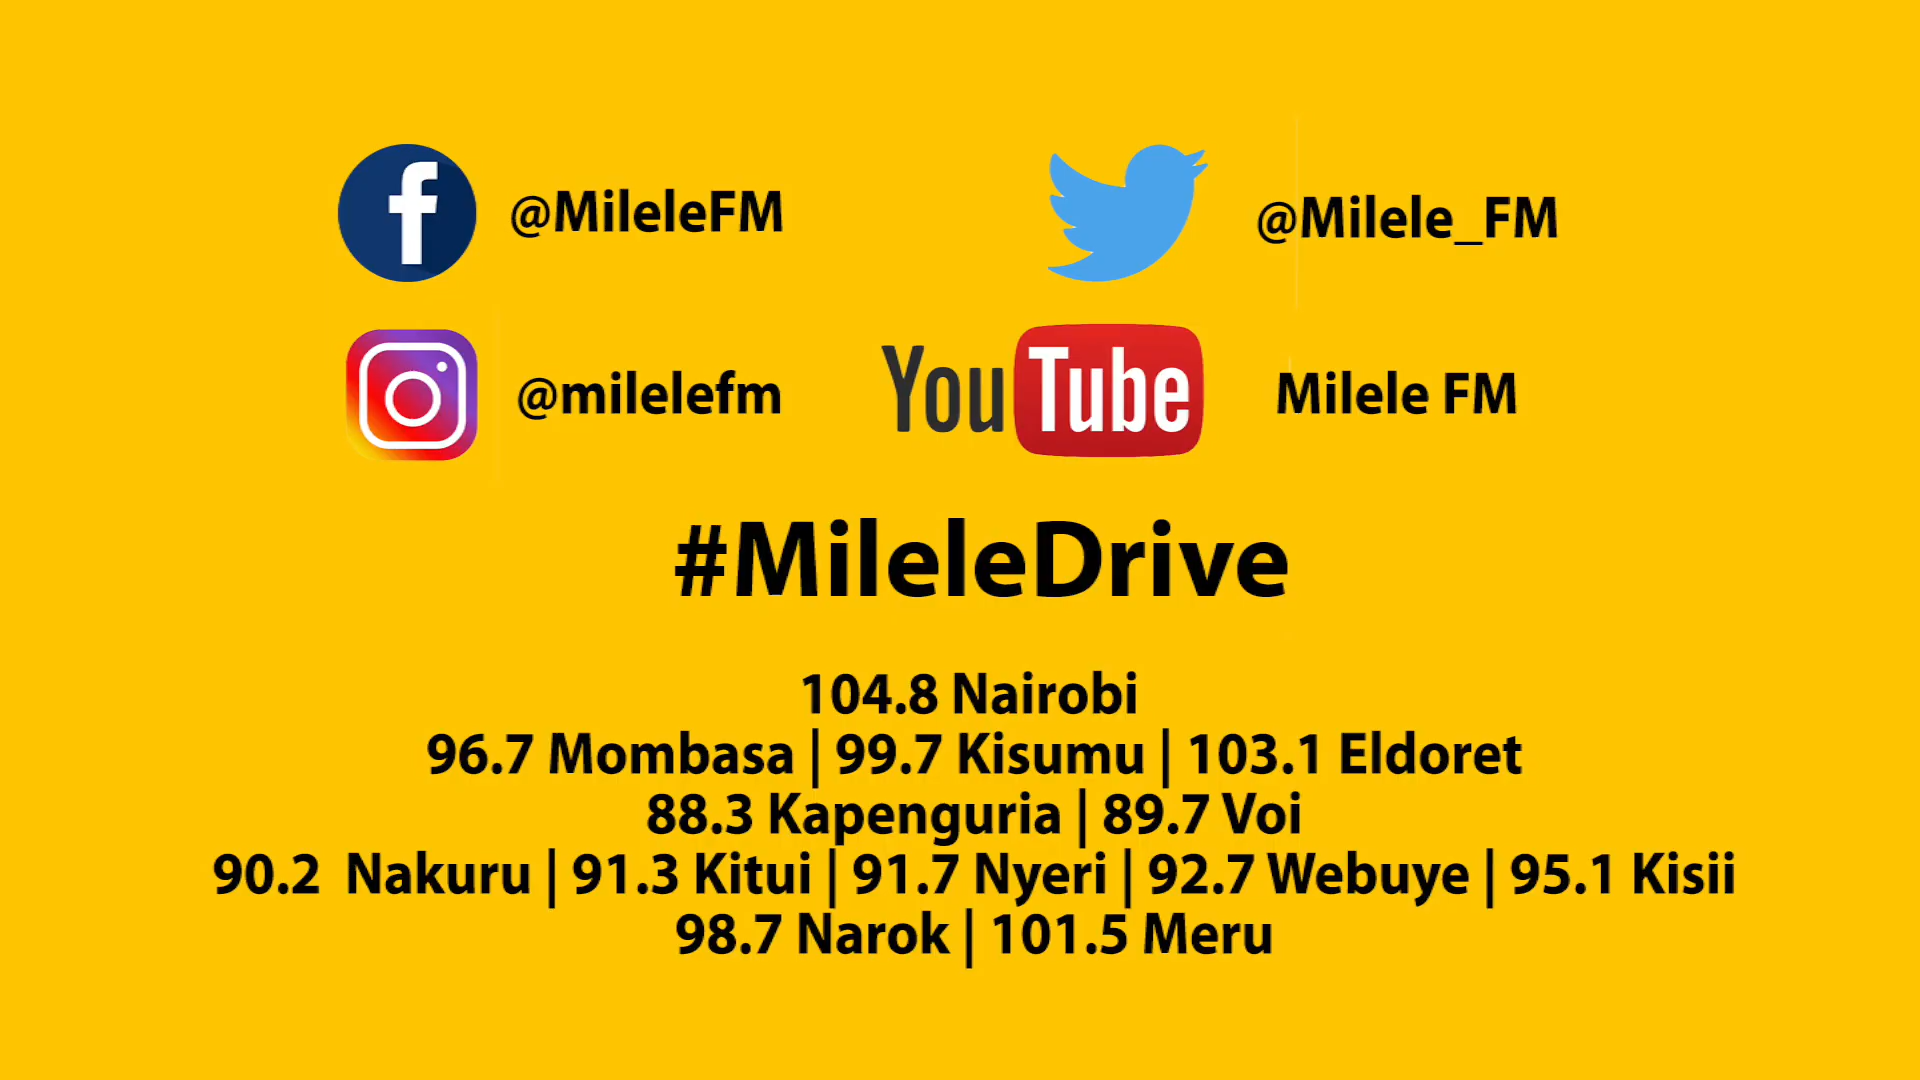 f @MileleFM
@Milele_FM
@milelefm
YouTube Milele FM
#MileleDrive
104.8 Nairobi
96.7 Mombasa | 99.7 Kisumu | 103.1 Eldoret
88.3 Kapenguria | 89.7 Voi
90.2  Nakuru | 91.3 Kitui | 91.7 Nyeri | 92.7 Webuye | 95.1 Kisii
98.7 Narok | 101.5 Meru